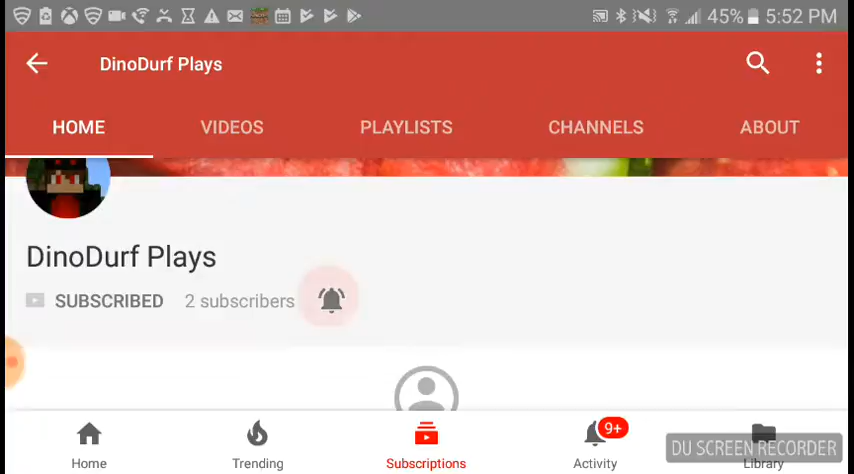 45% 5:52 PM
DinoDurf Plays
HOME VIDEOS PLAYLISTS CHANNELS ABOUT
DinoDurf Plays
SUBSCRIBED 2 subscribers
9+
DU SCREEN RECORDER
Home Trending Subscriptions Activity Library